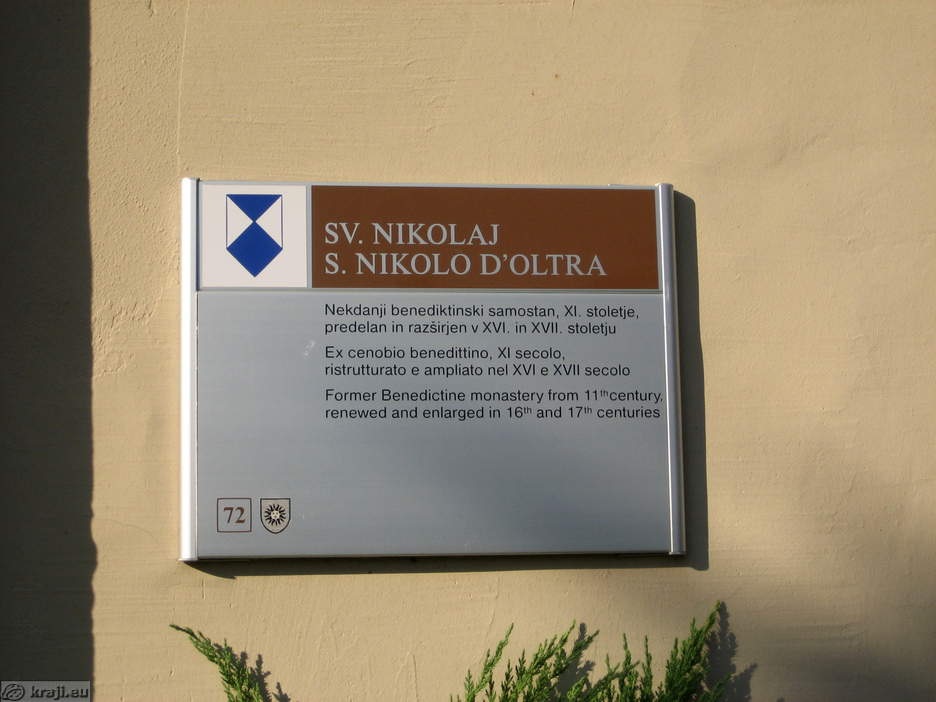 SV. NIKOLAJ
S. NIKOLO D'OLTRA
Nekdanji benediktinski samostan, XI. stoletje,
predelan in razširjen v XVI. in XVII. stoletju
Ex cenobio benedittino, XI secolo,
ristrutturato e ampliato nel XVI e XVII secolo
Former Benedictine monastery from 11th century,
renewed and enlarged in 16th and 17th centuries
72
kraji.eu